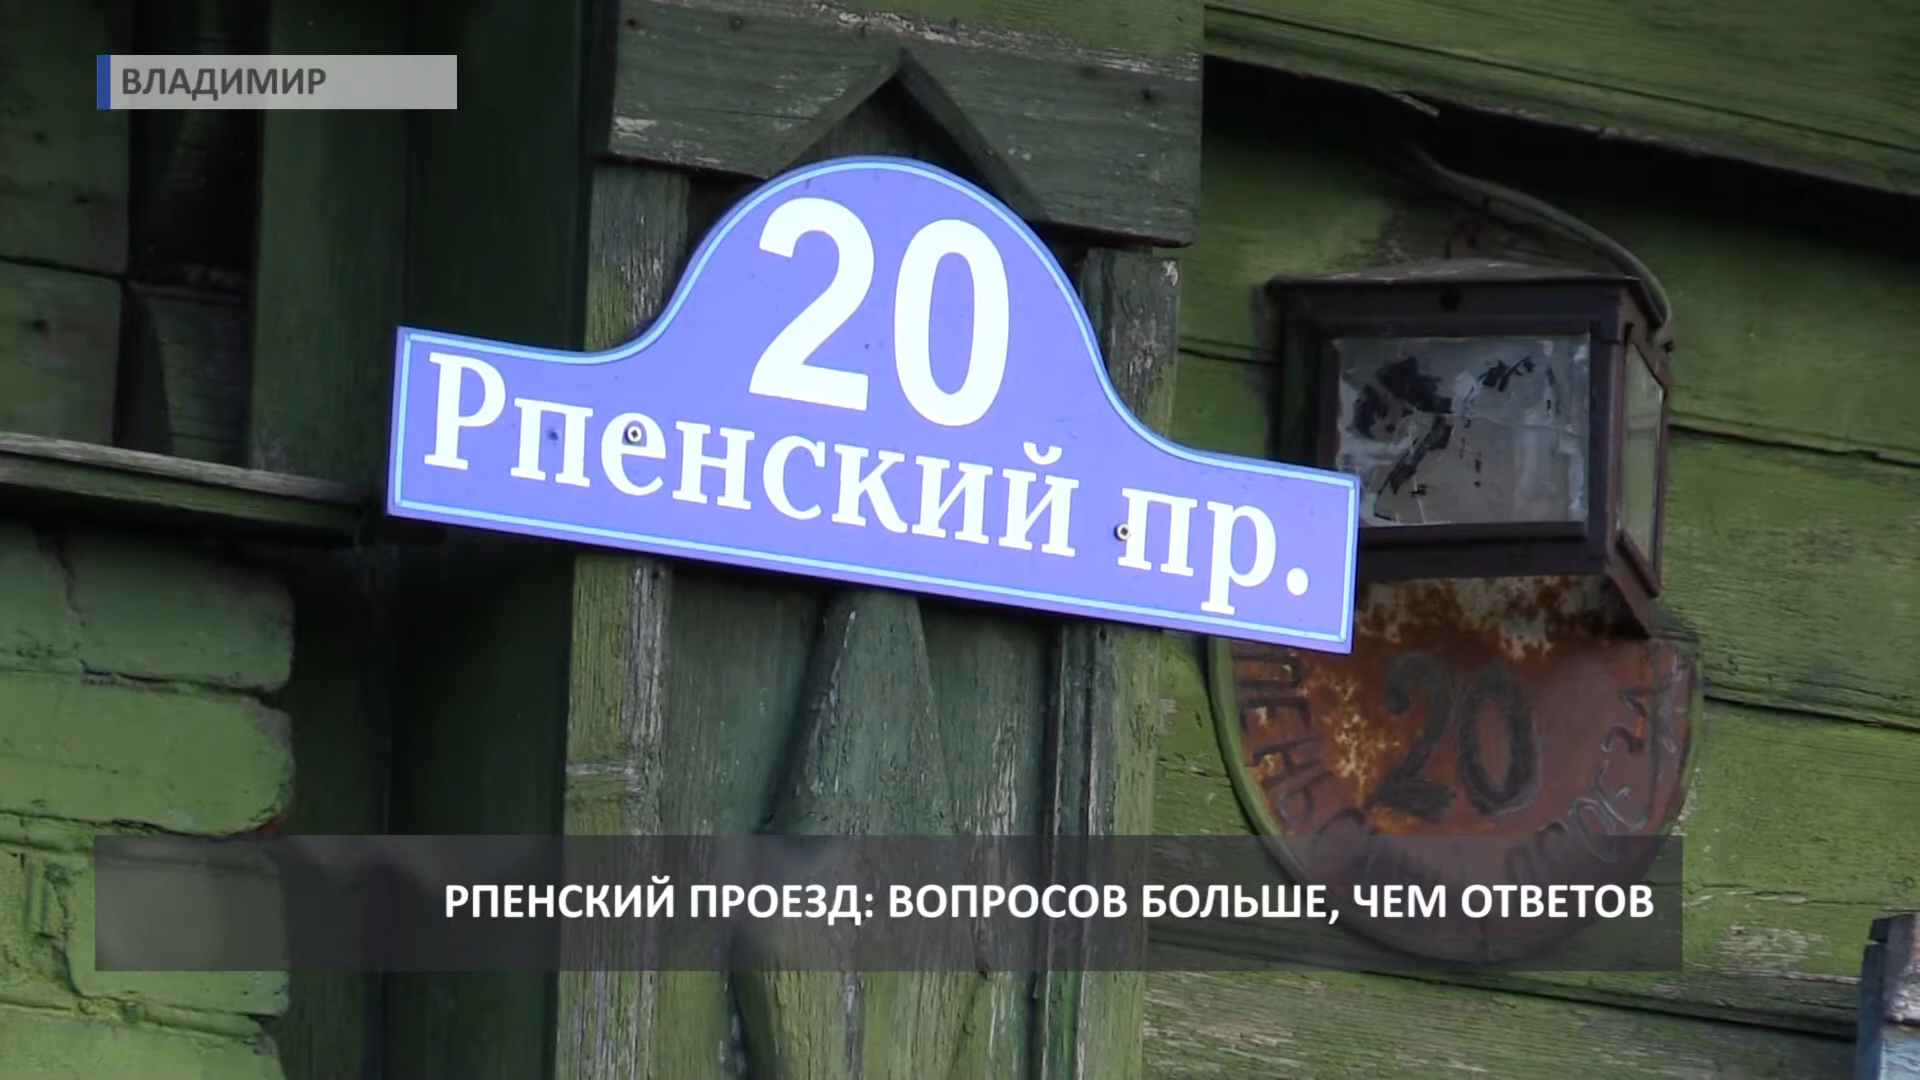 ВЛАДИМИР
20
Рпенский пр.
20
РПЕНСКИЙ ПРОЕЗД: ВОПРОСОВ БОЛЬШЕ, ЧЕМ ОТВЕТОВ